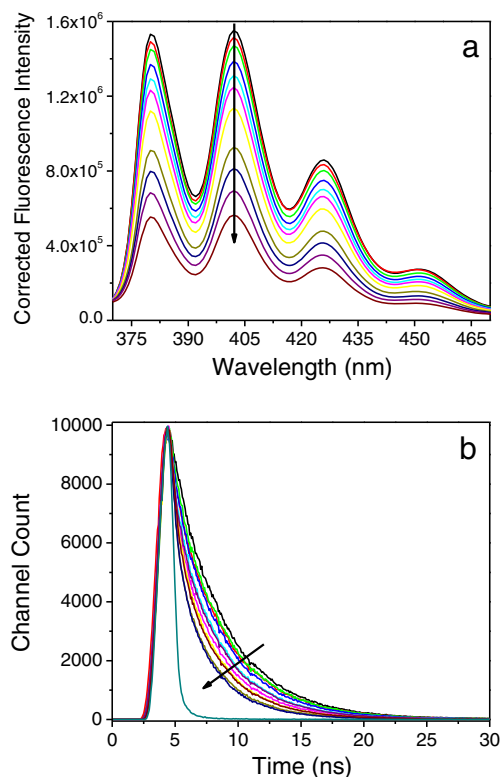 a
Corrected Fluorescence Intensity
1.6x10⁶
1.2x10⁶
8.0x10⁵
4.0x10⁵
0.0
375 390 405 420 435 450 465
Wavelength (nm)
b
Channel Count
10000
8000
6000
4000
2000
0
0 5 10 15 20 25 30
Time (ns)